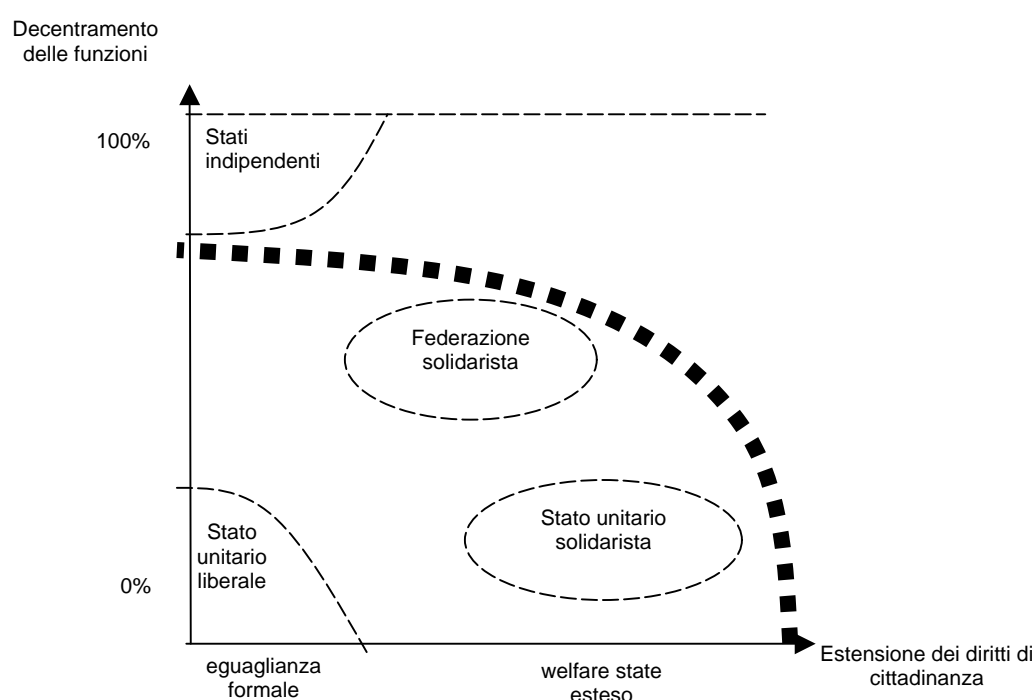 Decentramento
delle funzioni
100%
Stati
indipendenti
Federazione
solidarista
Stato unitario
solidarista
Stato
unitario
liberale
0%
eguaglianza
formale
welfare state
esteso
Estensione dei diritti di
cittadinanza